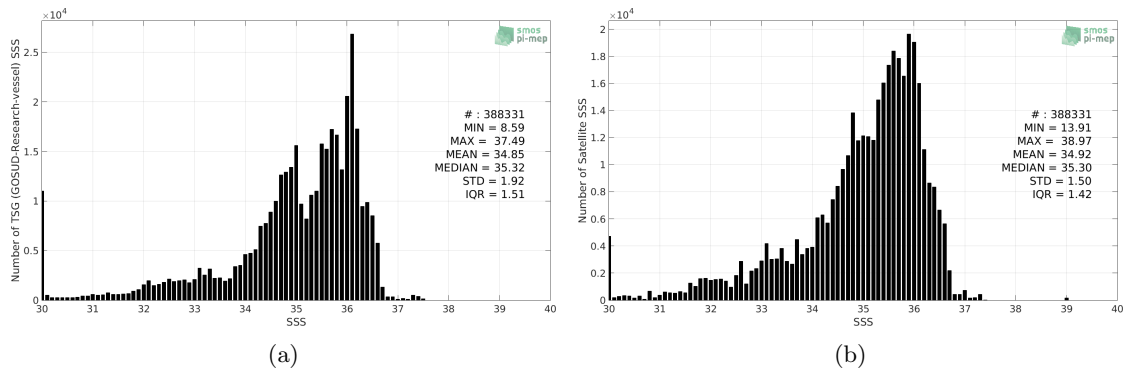 ×10⁴
smos
pi-mep
Number of TSG (GOSUD-Research-vessel) SSS
2.5
2
1.5
1
0.5
0
# : 388331
MIN = 8.59
MAX = 37.49
MEAN = 34.85
MEDIAN = 35.32
STD = 1.92
IQR = 1.51
30 31 32 33 34 35 36 37 38 39 40
SSS
(a)
×10⁴
smos
pi-mep
Number of Satellite SSS
2
1.8
1.6
1.4
1.2
1
0.8
0.6
0.4
0.2
0
# : 388331
MIN = 13.91
MAX = 38.97
MEAN = 34.92
MEDIAN = 35.30
STD = 1.50
IQR = 1.42
30 31 32 33 34 35 36 37 38 39 40
SSS
(b)